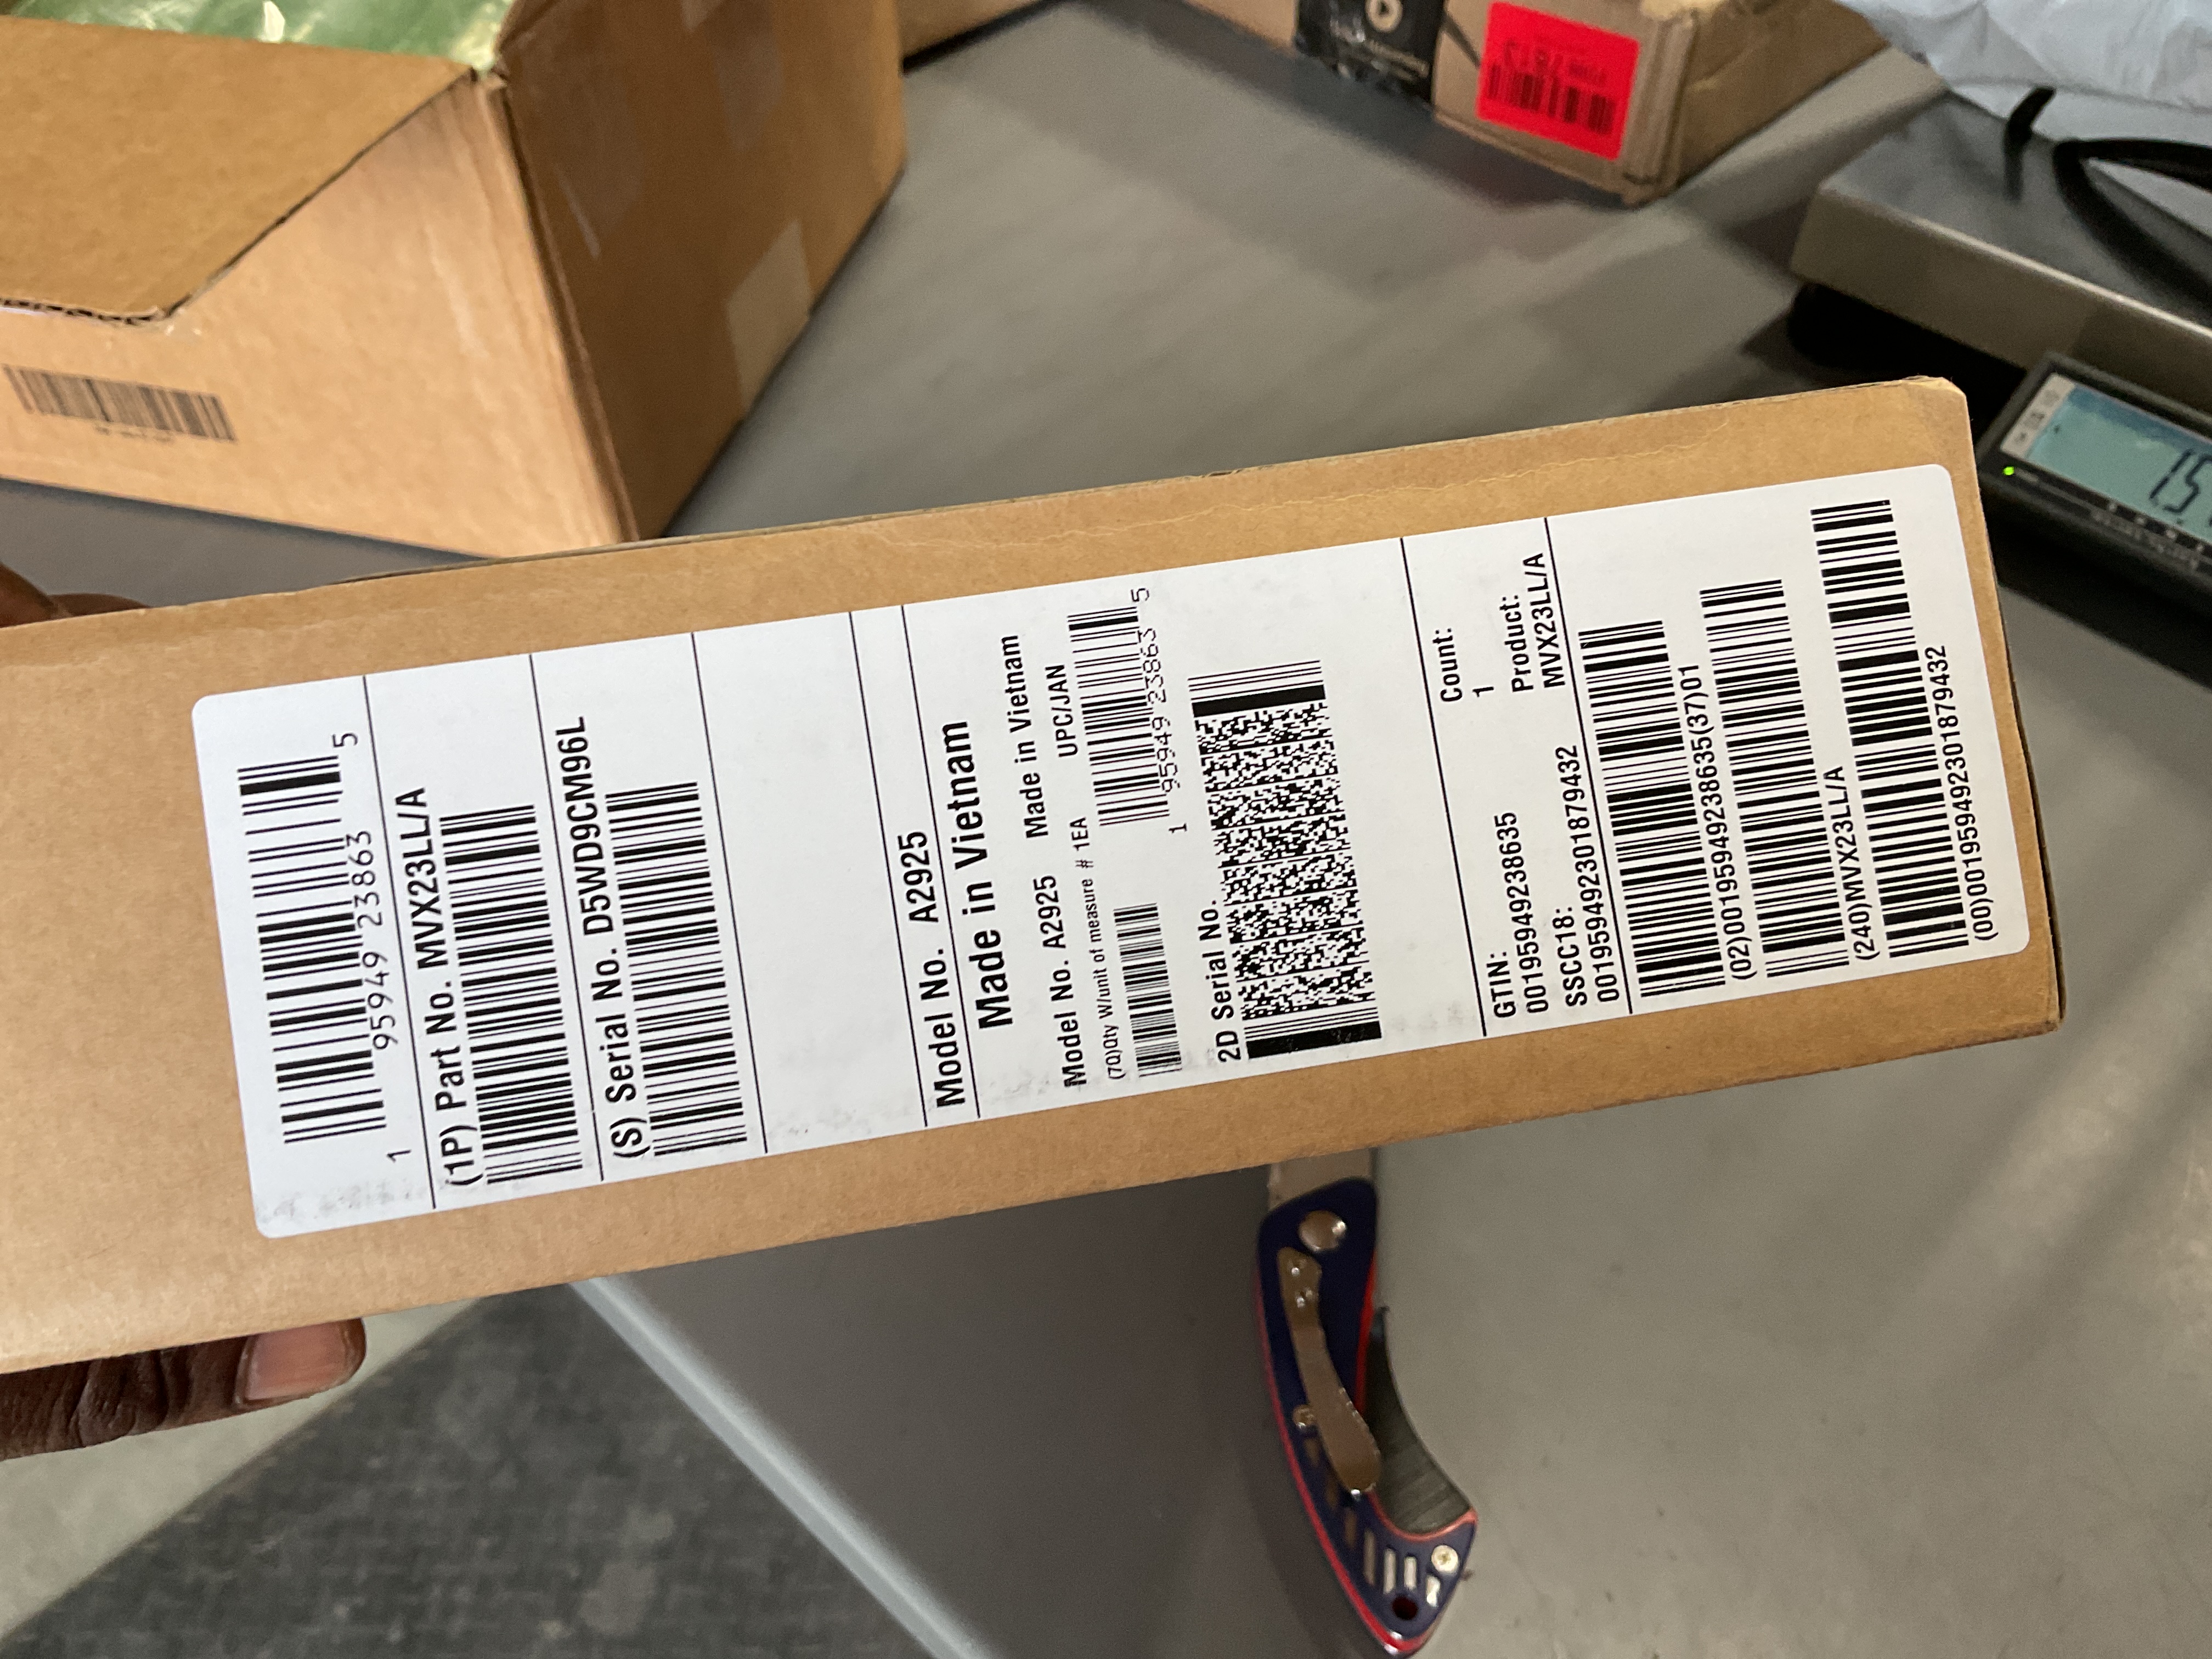 1 95949 23863 5
(1P) Part No. MVX23LL/A
(S) Serial No. D5WD9CM96L
Model No. A2925
Made in Vietnam
Model No. A2925 Made in Vietnam
(7Q)Qty W/unit of measure # 1EA UPC/JAN
1 95949 23863 5
2D Serial No.
GTIN:
00195949238635
SSCC18:
001959492301879432
Count:
1
Product:
MVX23LL/A
(02)00195949238635(37)01
(240)MVX23LL/A
(00)001959492301879432